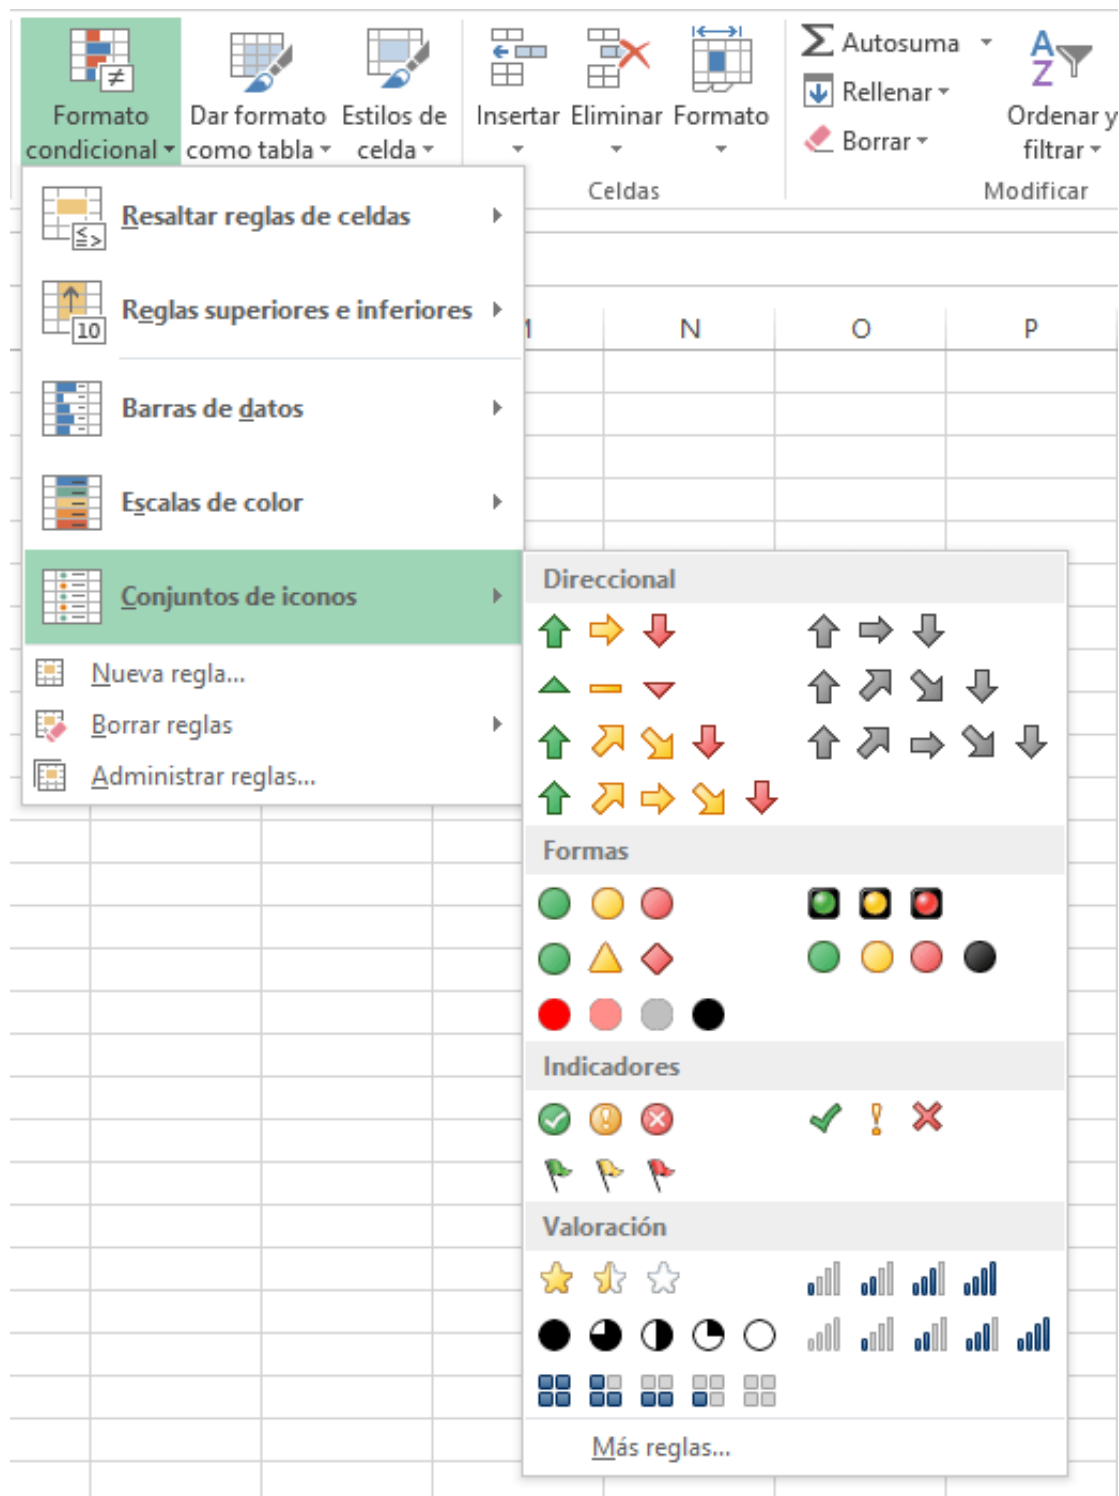 Formato condicional
Dar formato como tabla
Estilos de celda
Insertar
Eliminar
Formato
Celdas
Autosuma
Rellenar
Borrar
Ordenar y filtrar
Modificar
N
O
P
Resaltar reglas de celdas
Reglas superiores e inferiores
10
Barras de datos
Escalas de color
Conjuntos de iconos
Nueva regla...
Borrar reglas
Administrar reglas...
Direccional
Formas
Indicadores
Valoración
Más reglas...